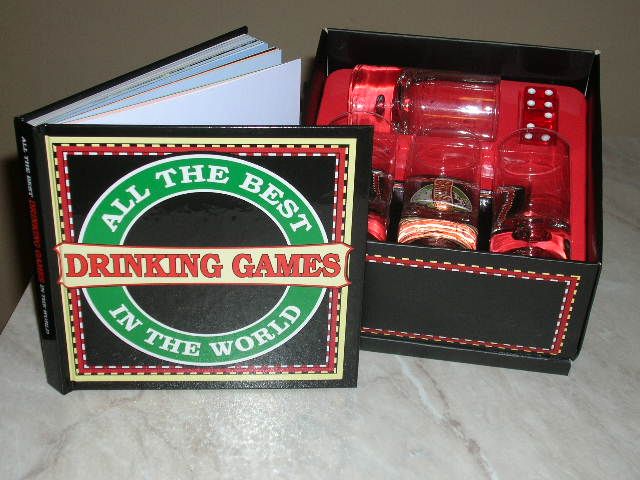 ALL THE BEST
DRINKING GAMES
IN THE WORLD
ALL THE BEST DRINKING GAMES IN THE WORLD